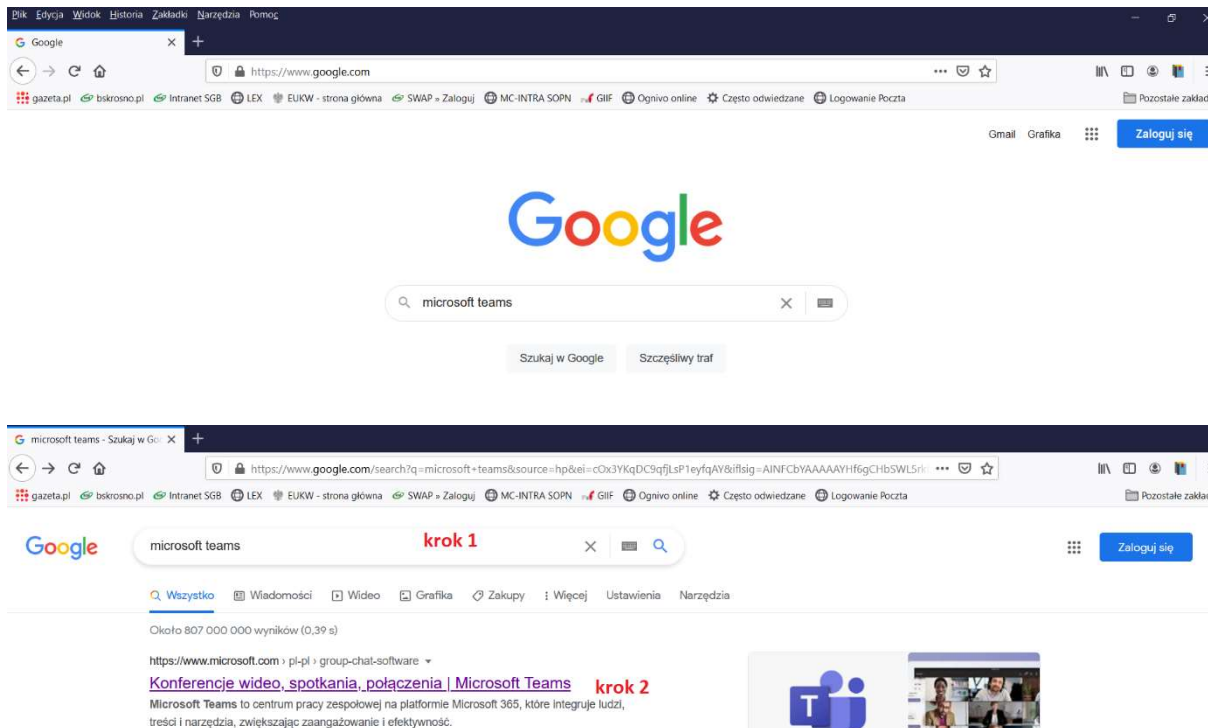 Plik Edycja Widok Historia Zakładki Narzędzia Pomoc
Google
https://www.google.com
gazeta.pl bskrosno.pl Intranet SGB LEX EUKW - strona główna SWAP » Zaloguj MC-INTRA SOPN GIIF Ognivo online Często odwiedzane Logowanie Poczta Pozostałe zakład
Gmail Grafika Zaloguj się
Google
microsoft teams
Szukaj w Google Szczęśliwy traf
microsoft teams - Szukaj w Goo
https://www.google.com/search?q=microsoft+teams&source=hp&ei=
gazeta.pl bskrosno.pl Intranet SGB LEX EUKW - strona główna SWAP » Zaloguj MC-INTRA SOPN GIIF Ognivo online Często odwiedzane Logowanie Poczta Pozostałe zakład
Google microsoft teams krok 1 Zaloguj się
Wszystko Wiadomości Wideo Grafika Zakupy Więcej Ustawienia Narzędzia
Około 807 000 000 wyników (0,39 s)
https://www.microsoft.com › pl-pl › group-chat-software
Konferencje wideo, spotkania, połączenia | Microsoft Teams krok 2
Microsoft Teams to centrum pracy zespołowej na platformie Microsoft 365, które integruje ludzi,
treści i narzędzia, zwiększając zaangażowanie i efektywność.
T